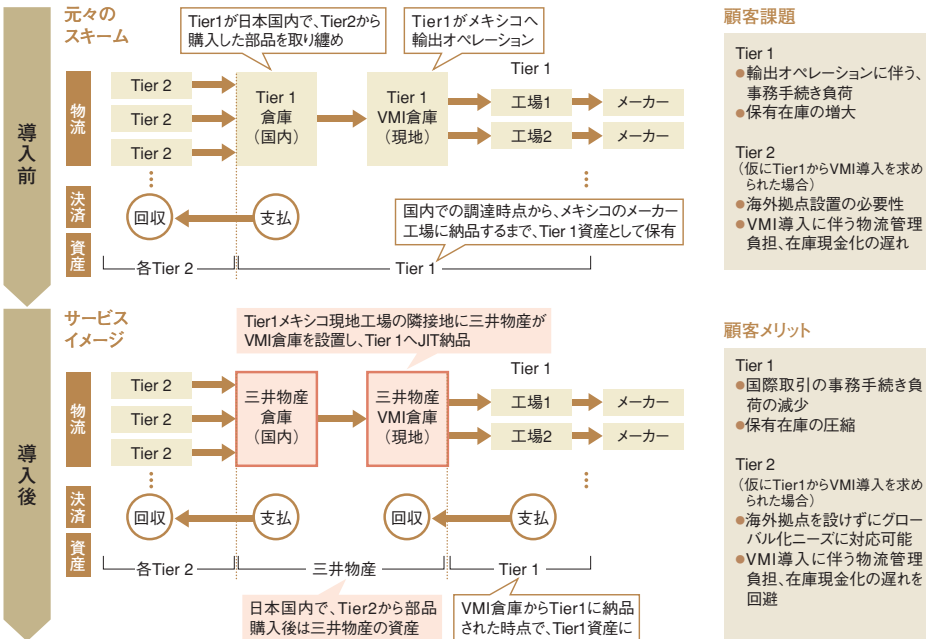 元々の
スキーム
Tier1が日本国内で、Tier2から
購入した部品を取り纏め
Tier1がメキシコへ
輸出オペレーション
顧客課題
導入前
物流
Tier 2
Tier 2
Tier 2
Tier 1
倉庫
（国内）
Tier 1
VMI倉庫
（現地）
Tier 1
工場1
メーカー
工場2
メーカー
Tier 1
●輸出オペレーションに伴う、
事務手続き負荷
●保有在庫の増大
Tier 2
（仮にTier1からVMI導入を求め
られた場合）
●海外拠点設置の必要性
●VMI導入に伴う物流管理
負担、在庫現金化の遅れ
決済
回収
支払
国内での調達時点から、メキシコのメーカー
工場に納品するまで、Tier 1資産として保有
資産
各Tier 2
Tier 1
サービス
イメージ
Tier1メキシコ現地工場の隣接地に三井物産が
VMI倉庫を設置し、Tier 1へJIT納品
顧客メリット
導入後
物流
Tier 2
Tier 2
Tier 2
三井物産
倉庫
（国内）
三井物産
VMI倉庫
（現地）
Tier 1
工場1
メーカー
工場2
メーカー
Tier 1
●国際取引の事務手続き負
荷の減少
●保有在庫の圧縮
Tier 2
（仮にTier1からVMI導入を求め
られた場合）
●海外拠点を設けずにグロー
バル化ニーズに対応可能
●VMI導入に伴う物流管理
負担、在庫現金化の遅れを
回避
決済
回収
支払
回収
支払
資産
各Tier 2
三井物産
Tier 1
日本国内で、Tier2から部品
購入後は三井物産の資産
VMI倉庫からTier1に納品
された時点で、Tier1資産に